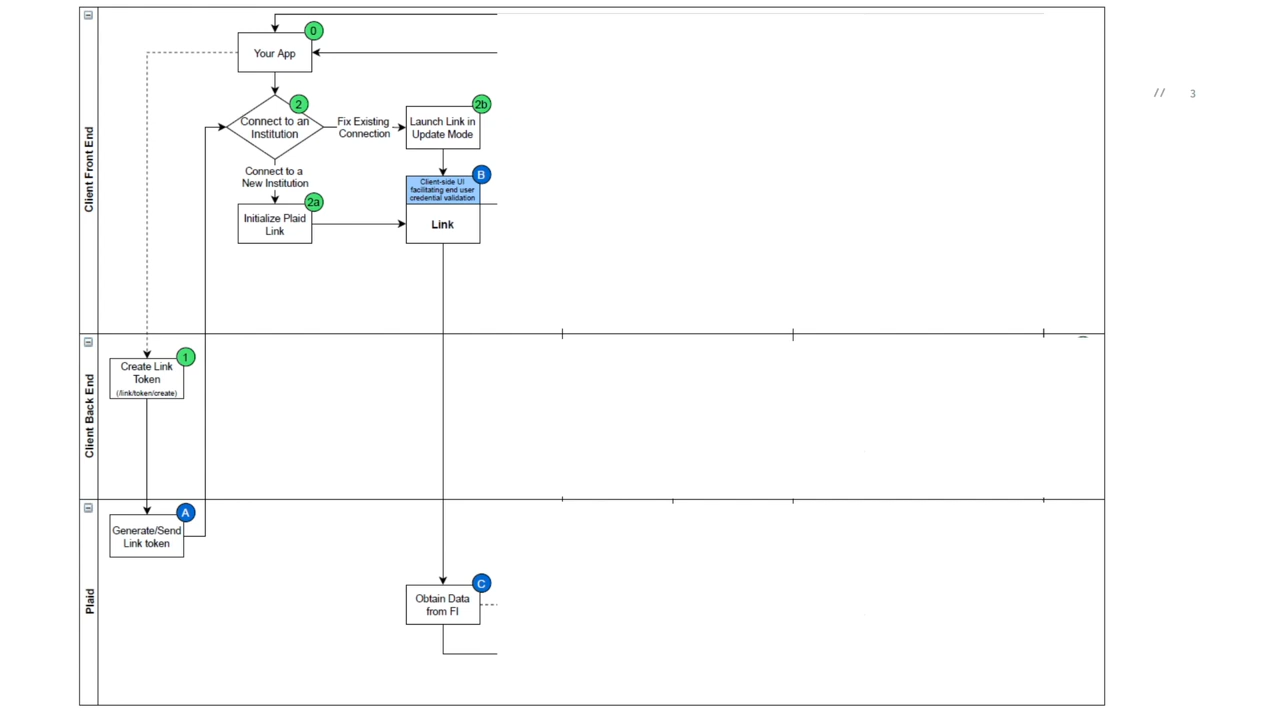 0
Your App
2
Connect to an
Institution
Fix Existing
Connection
2b
Launch Link in
Update Mode
Connect to a
New Institution
B
Client-side UI
facilitating end user
credential validation
Link
2a
Initialize Plaid
Link
Client Front End
// 3
1
Create Link
Token
(/link/token/create)
Client Back End
A
Generate/Send
Link token
C
Obtain Data
from FI
Plaid